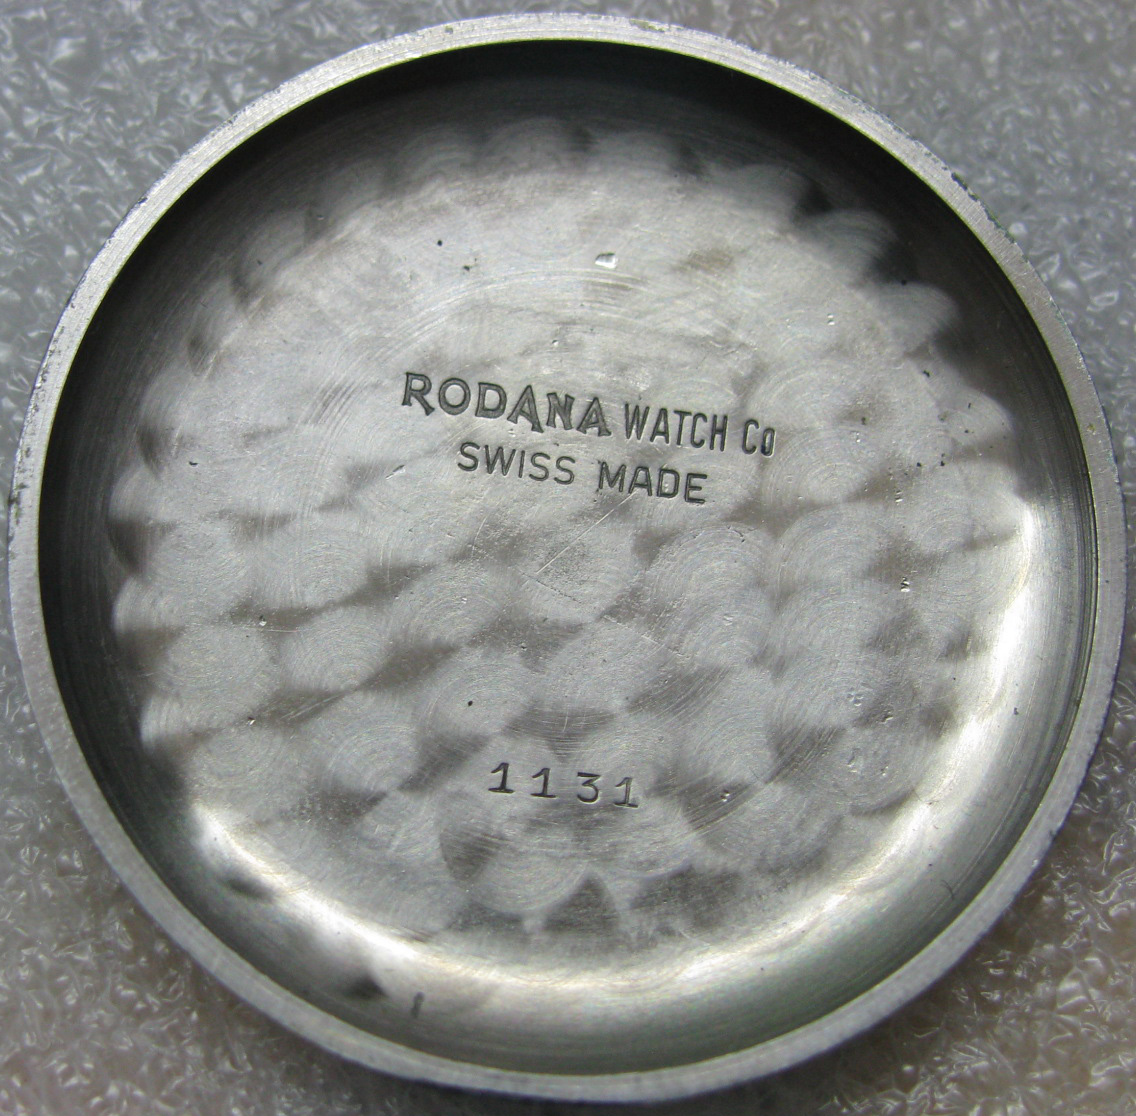 RODANA WATCH Co
SWISS MADE
1131